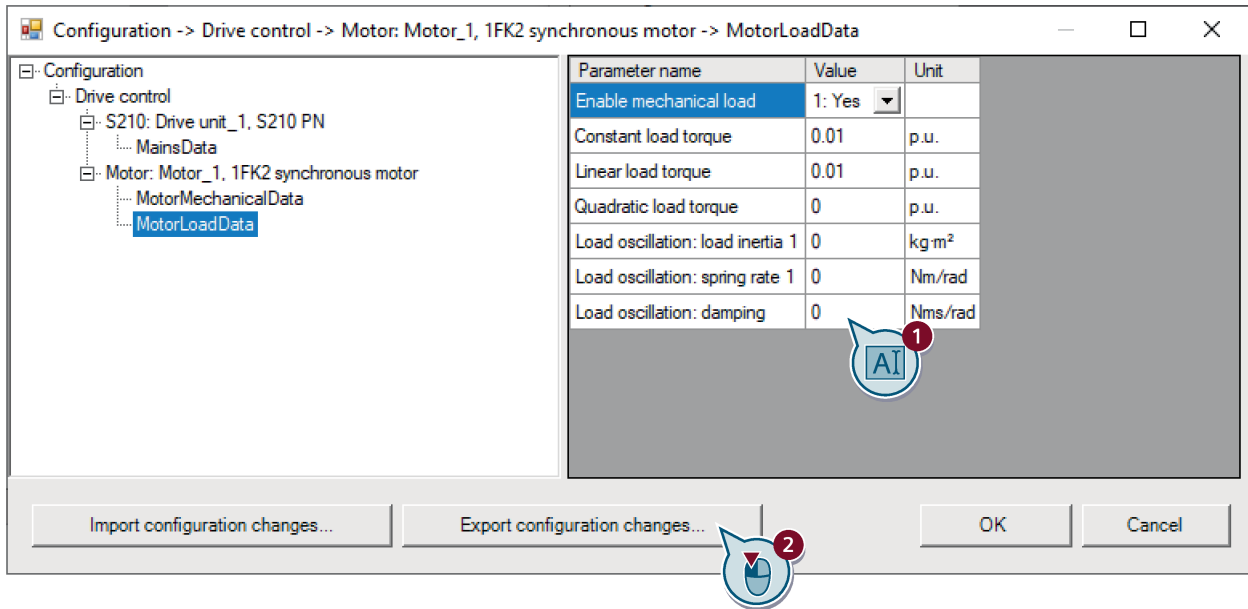 Configuration -> Drive control -> Motor: Motor_1, 1FK2 synchronous motor -> MotorLoadData
Configuration
Drive control
S210: Drive unit_1, S210 PN
MainsData
Motor: Motor_1, 1FK2 synchronous motor
MotorMechanicalData
MotorLoadData
Parameter name Value Unit
Enable mechanical load 1: Yes
Constant load torque 0.01 p.u.
Linear load torque 0.01 p.u.
Quadratic load torque 0 p.u.
Load oscillation: load inertia 1 0 kg·m²
Load oscillation: spring rate 1 0 Nm/rad
Load oscillation: damping 0 Nms/rad
1
A
Import configuration changes... Export configuration changes... OK Cancel
2